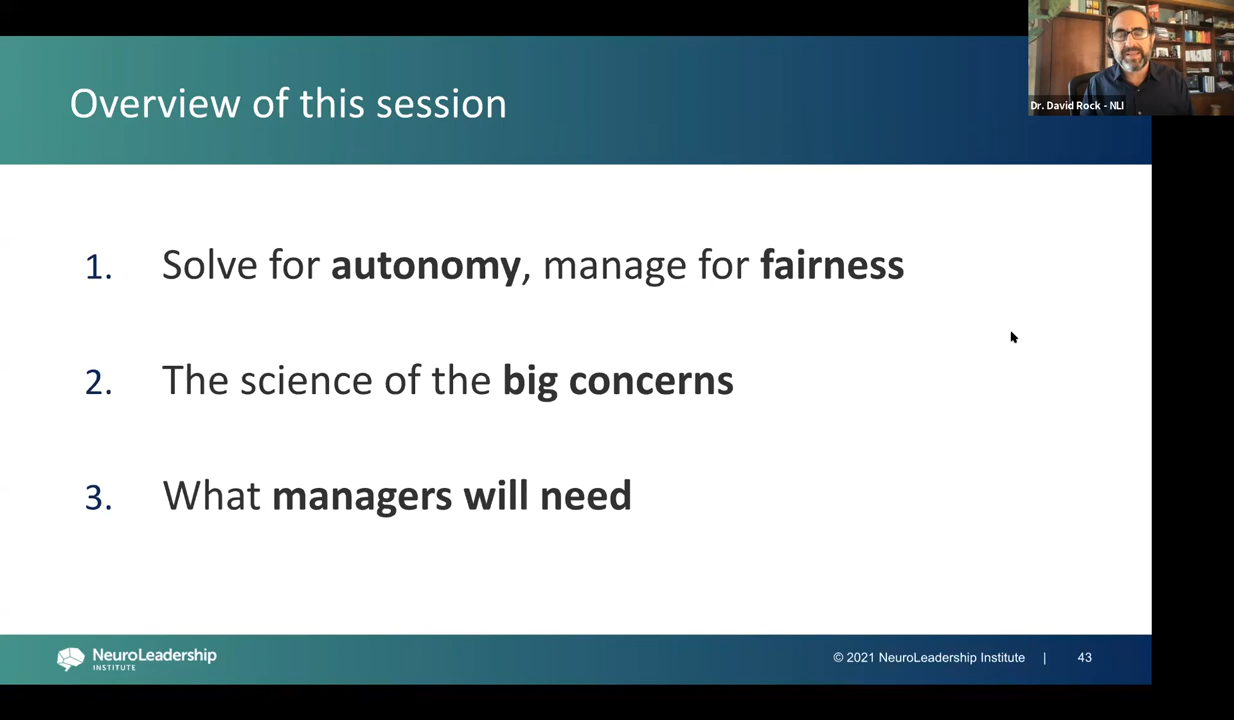 Overview of this session
Dr. David Rock - NLI
1. Solve for autonomy, manage for fairness
2. The science of the big concerns
3. What managers will need
NeuroLeadership
INSTITUTE
© 2021 NeuroLeadership Institute | 43